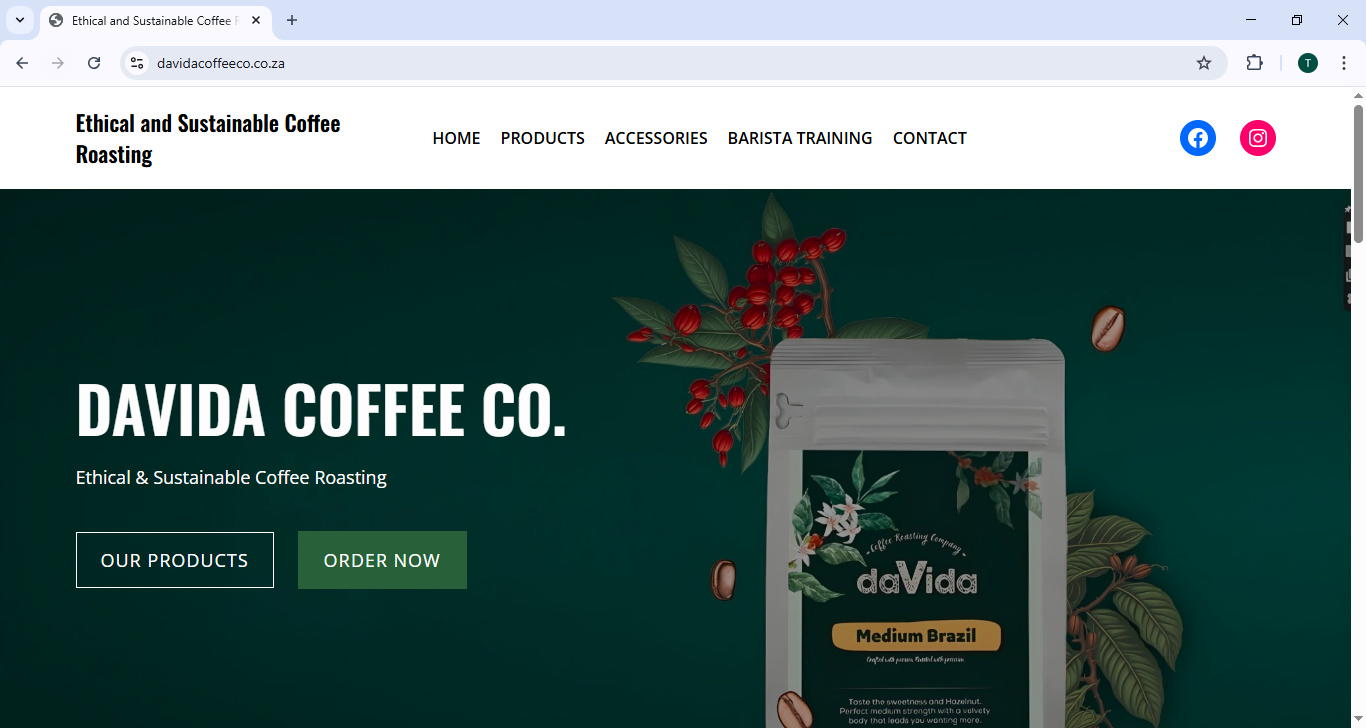 Ethical and Sustainable Coffee F
davidacoffeeco.co.za
T
Ethical and Sustainable Coffee
Roasting
HOME PRODUCTS ACCESSORIES BARISTA TRAINING CONTACT
DAVIDA COFFEE CO.
Ethical & Sustainable Coffee Roasting
OUR PRODUCTS ORDER NOW
Coffee Roasting Company
daVida
Medium Brazil
Crafted with passion, Roasted with precision.
Taste the sweetness and Hazelnut.
Perfect medium strength with a velvety
body that leads you wanting more.